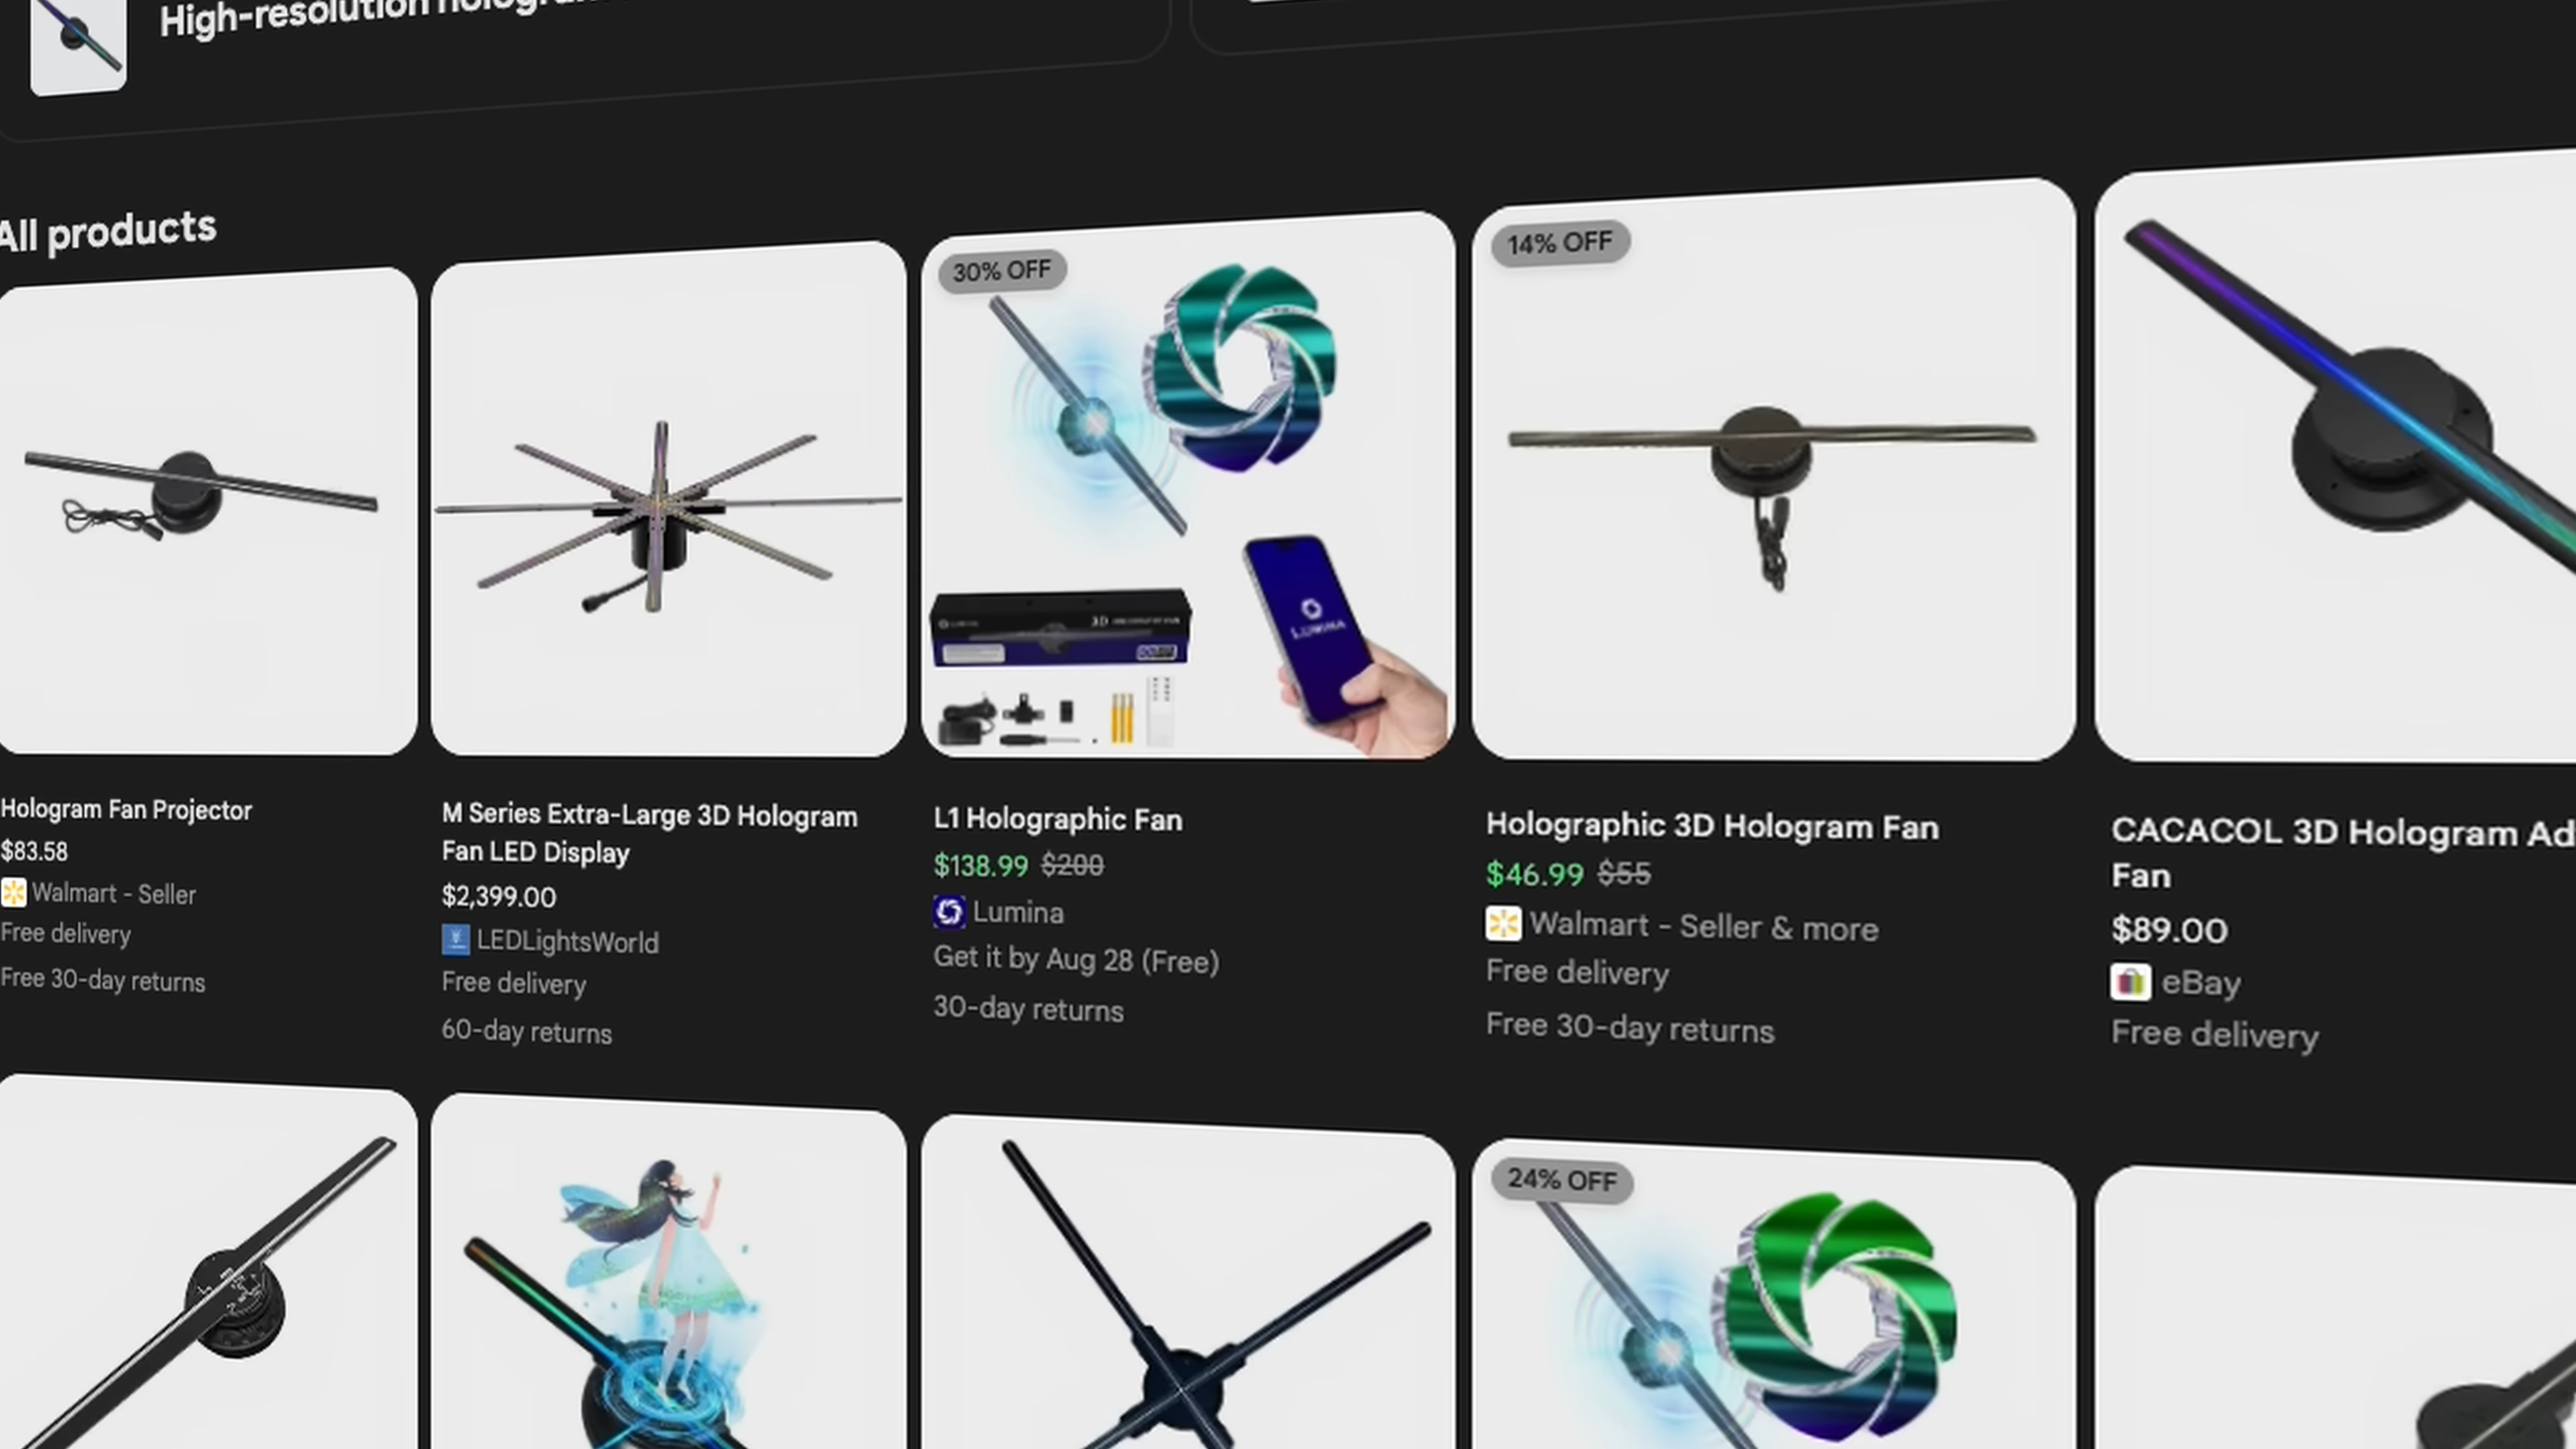 High-resolution
All products
30% OFF
14% OFF
LUMINA
3D
Hologram Fan Projector
$83.58
Walmart - Seller
Free delivery
Free 30-day returns
M Series Extra-Large 3D Hologram
Fan LED Display
$2,399.00
LEDLightsWorld
Free delivery
60-day returns
L1 Holographic Fan
$138.99 $200
Lumina
Get it by Aug 28 (Free)
30-day returns
Holographic 3D Hologram Fan
$46.99 $55
Walmart - Seller & more
Free delivery
Free 30-day returns
CACACOL 3D Hologram Ad
Fan
$89.00
eBay
Free delivery
24% OFF